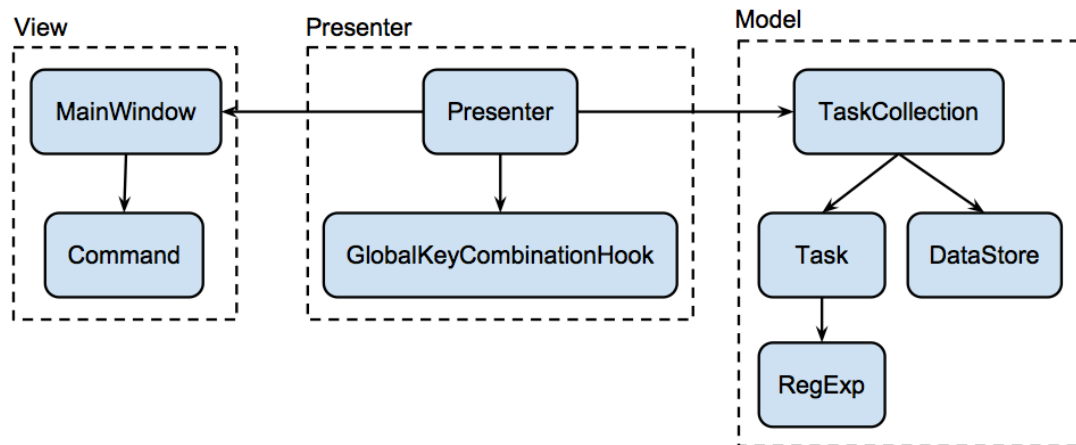 View
Presenter
Model
MainWindow
Presenter
TaskCollection
Command
GlobalKeyCombinationHook
Task
DataStore
RegExp